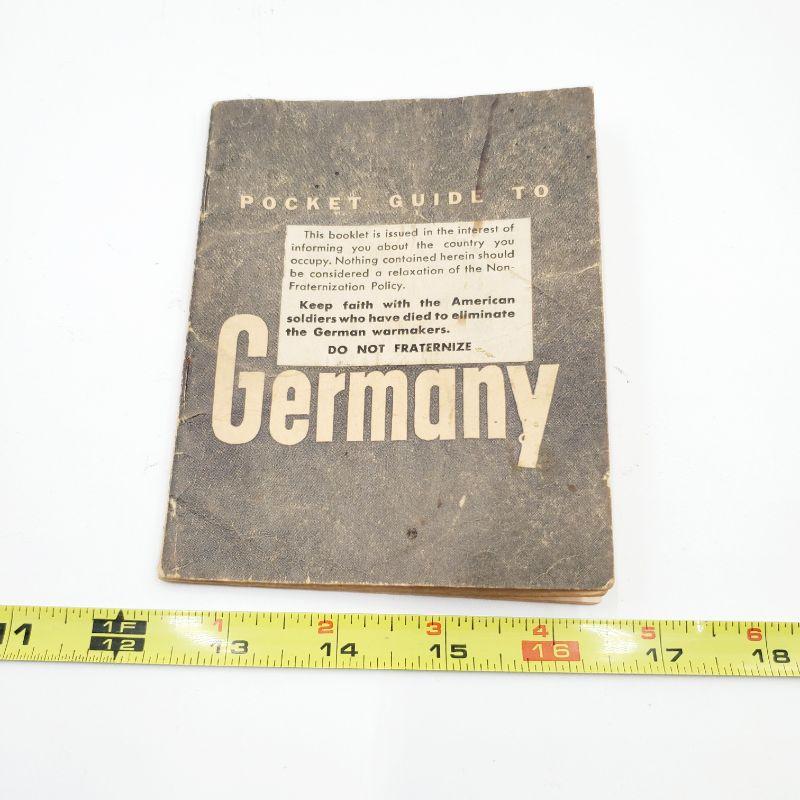 POCKET GUIDE TO
This booklet is issued in the interest of
informing you about the country you
occupy. Nothing contained herein should
be considered a relaxation of the Non-
Fraternization Policy.
Keep faith with the American
soldiers who have died to eliminate
the German warmakers.
DO NOT FRATERNIZE
Germany
1F 1 2 3 4 5 6
11 12 13 14 15 16 17 18